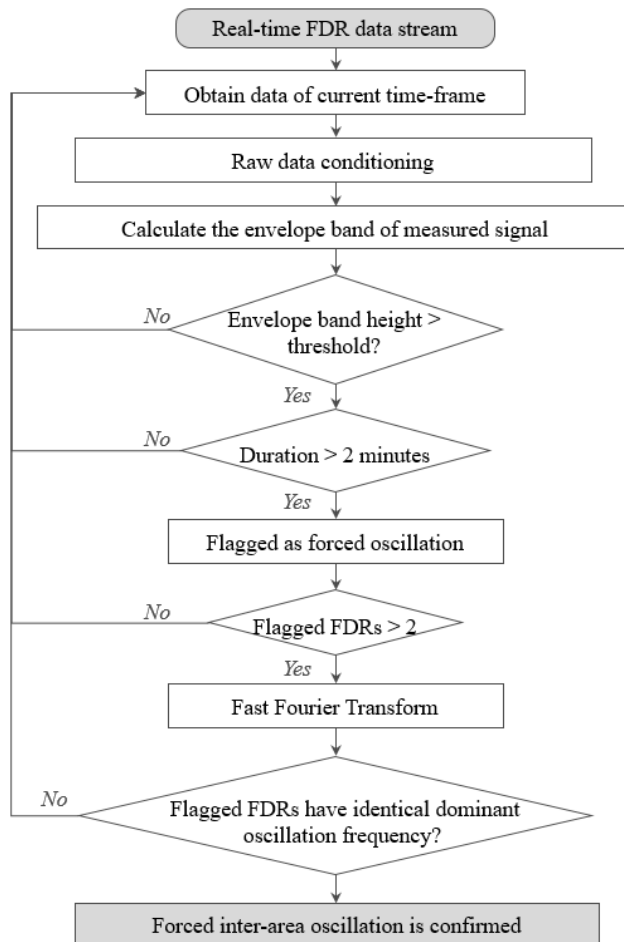 Real-time FDR data stream
Obtain data of current time-frame
Raw data conditioning
Calculate the envelope band of measured signal
No
Envelope band height >
threshold?
Yes
No
Duration > 2 minutes
Yes
Flagged as forced oscillation
No
Flagged FDRs > 2
Yes
Fast Fourier Transform
No
Flagged FDRs have identical dominant
oscillation frequency?
Forced inter-area oscillation is confirmed